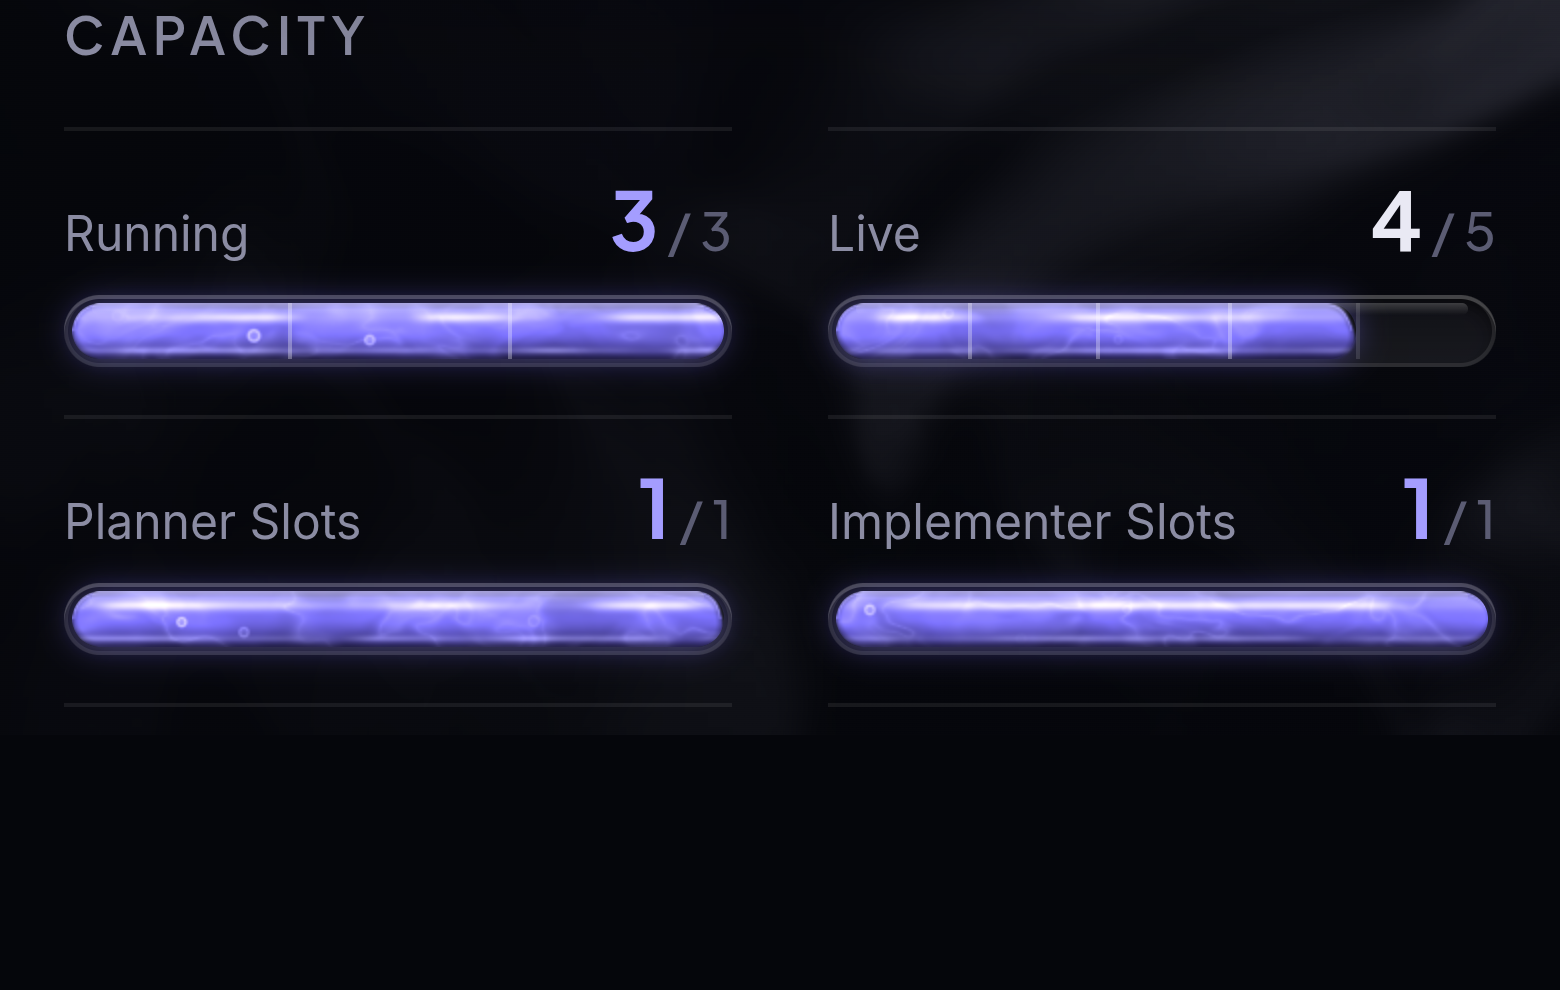 CAPACITY
Running 3/3
Live 4/5
Planner Slots 1/1
Implementer Slots 1/1